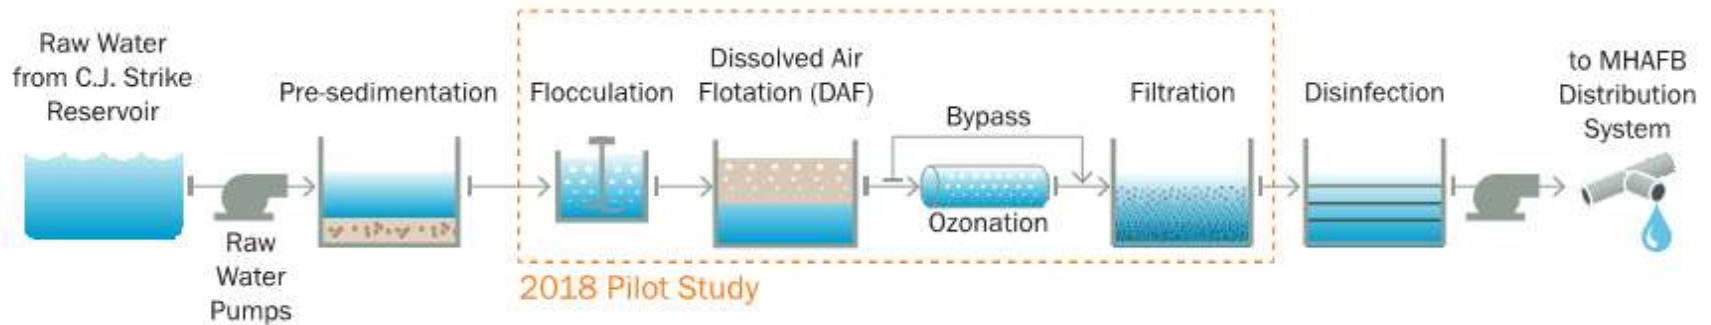 Raw Water
from C.J. Strike
Reservoir
Raw
Water
Pumps
Pre-sedimentation
Flocculation
Dissolved Air
Flotation (DAF)
Bypass
Ozonation
Filtration
Disinfection
to MHAFB
Distribution
System
2018 Pilot Study